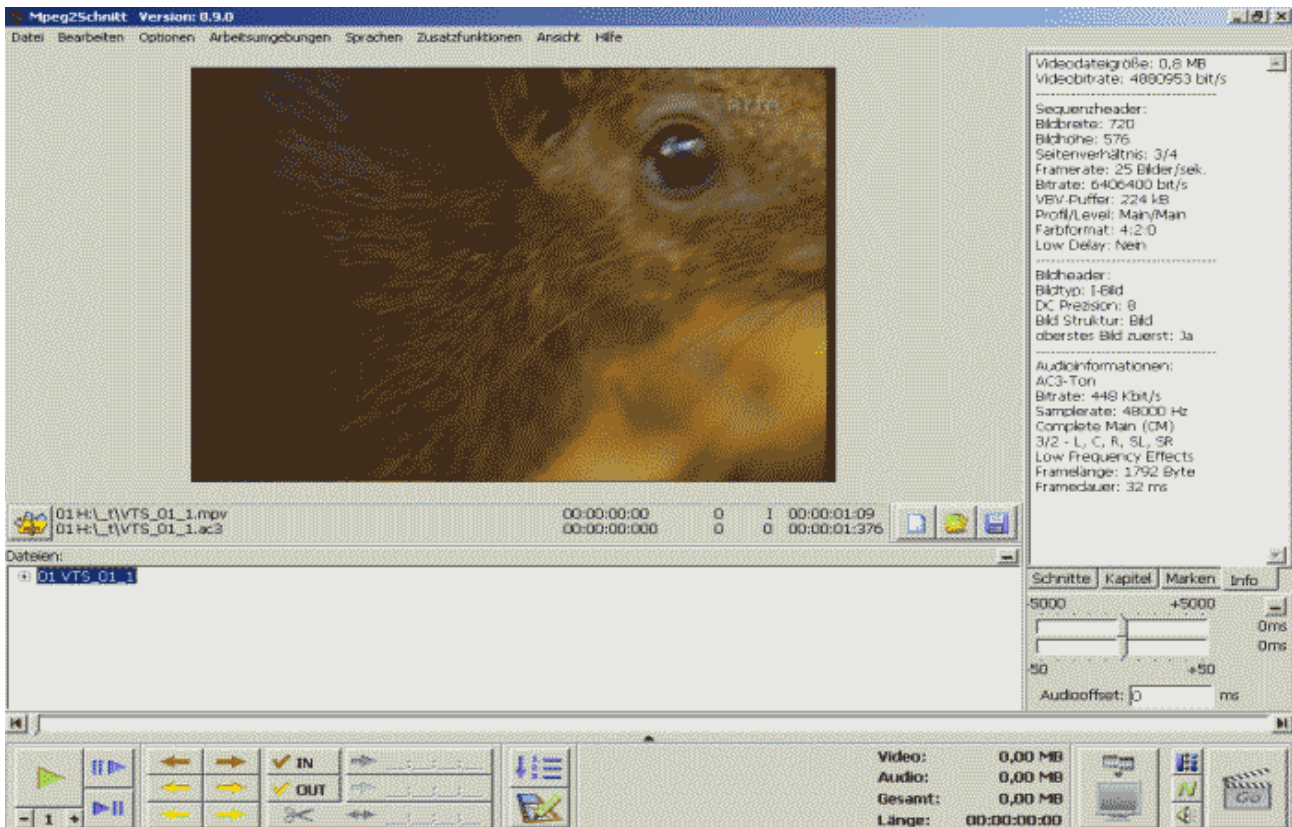 Mpeg2Schnitt Version: 0.9.0
Datei Bearbeiten Optionen Arbeitsumgebungen Sprachen Zusatzfunktionen Ansicht Hilfe
arte
Videodateigröße: 0,8 MB
Videobitrate: 4880953 bit/s
Sequenzheader:
Bildbreite: 720
Bildhöhe: 576
Seitenverhältnis: 3/4
Framerate: 25 Bilder/sek.
Bitrate: 6406400 bit/s
VBV-Puffer: 224 kB
Profil/Level: Main/Main
Farbformat: 4:2:0
Low Delay: Nein
Bildheader:
Bildtyp: I-Bild
DC Prezision: 8
Bild Struktur: Bild
oberstes Bild zuerst: Ja
Audioinformationen:
AC3-Ton
Bitrate: 448 Kbit/s
Samplerate: 48000 Hz
Complete Main (CM)
3/2 - L, C, R, SL, SR
Low Frequency Effects
Framelänge: 1792 Byte
Framedauer: 32 ms
01 H:\_t\VTS_01_1.mpv 00:00:00:00 0 I 00:00:01:09
01 H:\_t\VTS_01_1.ac3 00:00:00:000 0 0 00:00:01:376
Dateien:
01 VTS_01_1
Schnitte Kapitel Marken Info
-5000 +5000
0ms
0ms
-50 +50
Audiooffset: 0 ms
IN
OUT
- 1 +
Video: 0,00 MB
Audio: 0,00 MB
Gesamt: 0,00 MB
Länge: 00:00:00:00
Go